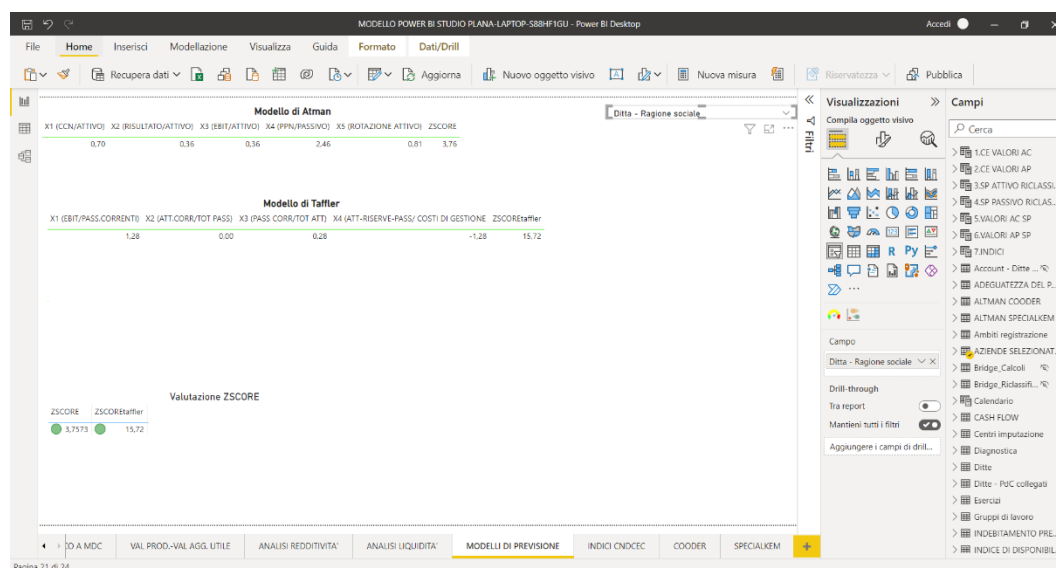 MODELLO POWER BI STUDIO PLANA-LAPTOP-S88HF1GU - Power BI Desktop
Accedi
File Home Inserisci Modellazione Visualizza Guida Formato Dati/Drill
Recupera dati Aggiorna Nuovo oggetto visivo A Nuova misura Riservatezza Pubblica
Modello di Atman
X1 (CCN/ATTIVO) X2 (RISULTATO/ATTIVO) X3 (EBIT/ATTIVO) X4 (PPN/PASSIVO) X5 (ROTAZIONE ATTIVO) ZSCORE
0,70 0,36 0,36 2,46 0,81 3,76
Ditta - Ragione sociale
Modello di Taffler
X1 (EBIT/PASS.CORRENTI) X2 (ATT.CORR/TOT PASS) X3 (PASS CORR/TOT ATT) X4 (ATT-RISERVE-PASS/ COSTI DI GESTIONE ZSCOREtaffler
1,28 0,00 0,28 -1,28 15,72
Valutazione ZSCORE
ZSCORE ZSCOREtaffler
3,7573 15,72
Filtri
Visualizzazioni
Compila oggetto visivo
R Py
123
Campo
Ditta - Ragione sociale
Drill-through
Tra report
Mantieni tutti i filtri
Aggiungere i campi di drill...
Campi
Cerca
1.CE VALORI AC
2.CE VALORI AP
3.SP ATTIVO RICLASSI...
4.SP PASSIVO RICLAS...
5.VALORI AC SP
6.VALORI AP SP
7.INDICI
Account - Ditte ...
ADEGUATEZZA DEL P...
ALTMAN COODER
ALTMAN SPECIALKEM
Ambiti registrazione
AZIENDE SELEZIONAT...
Bridge_Calcoli
Bridge_Riclassifi...
Calendario
CASH FLOW
Centri imputazione
Diagnostica
Ditte
Ditte - PdC collegati
Esercizi
Gruppi di lavoro
INDEBITAMENTO PRE...
INDICE DI DISPONIBIL...
CO A MDC VAL PROD.-VAL AGG. UTILE ANALISI REDDITIVITA' ANALISI LIQUIDITA' MODELLI DI PREVISIONE INDICI CNDCEC COODER SPECIALKEM +
Pagina 21 di 24